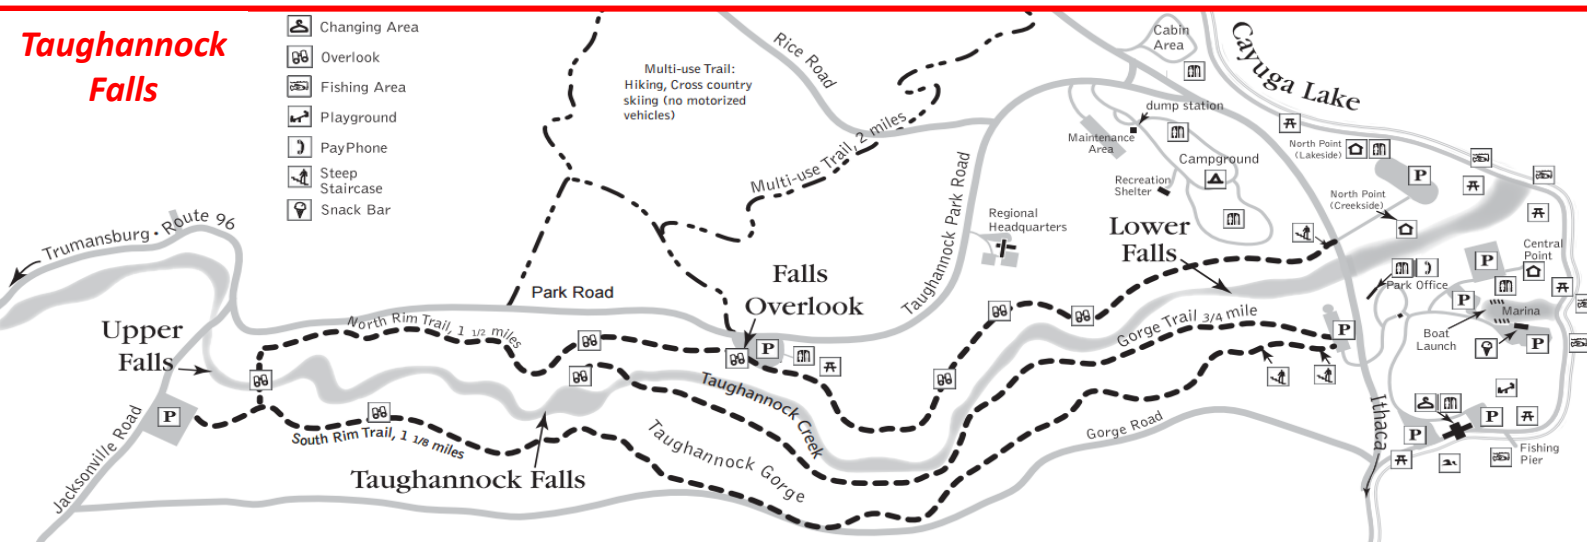 Taughannock
Falls
Changing Area
Overlook
Fishing Area
Playground
PayPhone
Steep
Staircase
Snack Bar
Multi-use Trail:
Hiking, Cross country
skiing (no motorized
vehicles)
Rice Road
Multi-use Trail, 2 miles
Cabin
Area
Cayuga Lake
dump station
Maintenance
Area
Campground
Recreation
Shelter
North Point
(Lakeside)
P
North Point
(Creekside)
Regional
Headquarters
Taughannock Park Road
Lower
Falls
Central
Point
P
Park Office
P
Marina
Boat
Launch
P
Trumansburg • Route 96
Park Road
Falls
Overlook
P
Upper
Falls
North Rim Trail, 1 1/2 miles
Gorge Trail 3/4 mile
P
Taughannock Creek
P
Jacksonville Road
South Rim Trail, 1 1/8 miles
Taughannock Falls
Taughannock Gorge
Gorge Road
Ithaca
P
P
Fishing
Pier